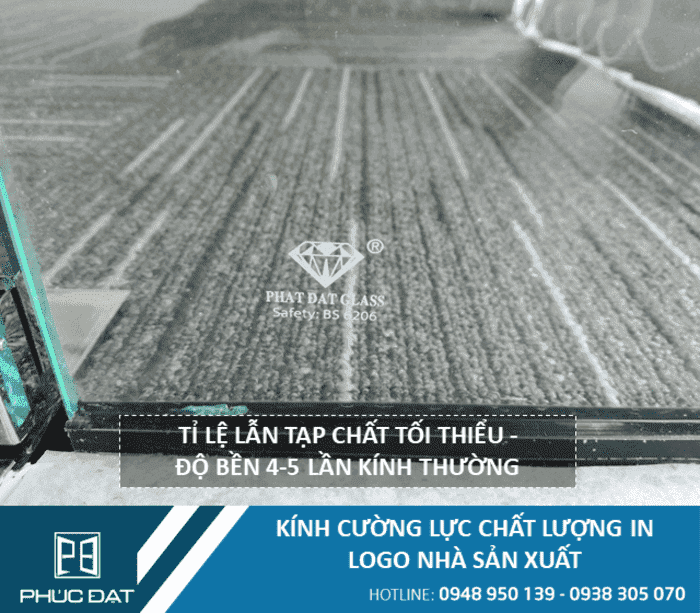 ®
PHAT DAT GLASS
Safety: BS 6206
TỈ LỆ LẪN TẠP CHẤT TỐI THIỂU -
ĐỘ BỀN 4-5 LẦN KÍNH THƯỜNG
KÍNH CƯỜNG LỰC CHẤT LƯỢNG IN
LOGO NHÀ SẢN XUẤT
PHÚC ĐẠT
HOTLINE: 0948 950 139 - 0938 305 070